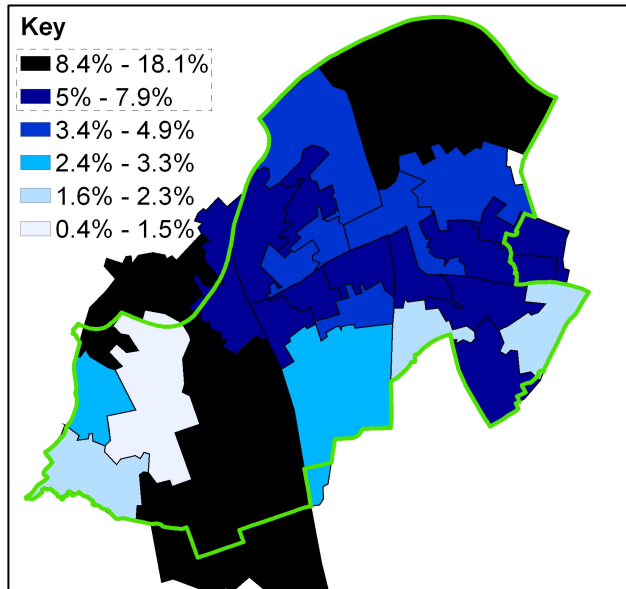 Key
8.4% - 18.1%
5% - 7.9%
3.4% - 4.9%
2.4% - 3.3%
1.6% - 2.3%
0.4% - 1.5%